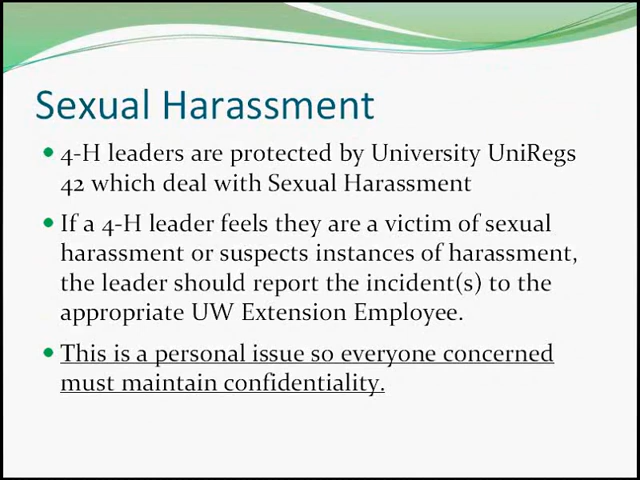 Sexual Harassment
• 4-H leaders are protected by University UniRegs
42 which deal with Sexual Harassment
• If a 4-H leader feels they are a victim of sexual
harassment or suspects instances of harassment,
the leader should report the incident(s) to the
appropriate UW Extension Employee.
• This is a personal issue so everyone concerned
must maintain confidentiality.